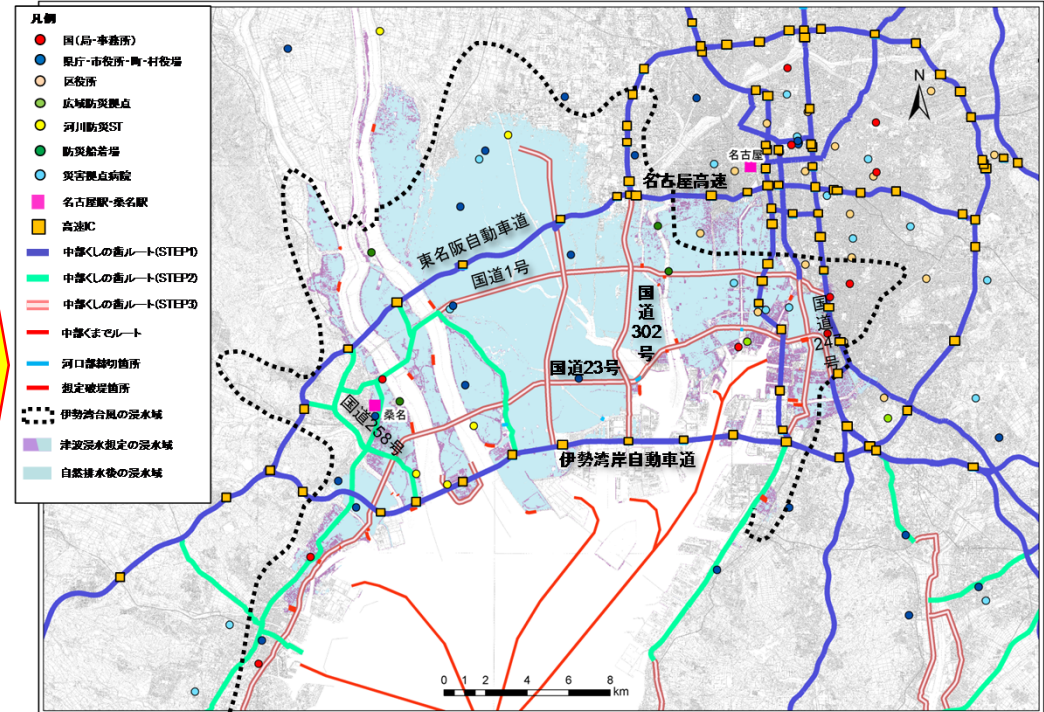 凡例
国(局・事務所)
県庁・市役所・町・村役場
区役所
広域防災拠点
河川防災ST
防災船着場
災害拠点病院
名古屋駅・桑名駅
高速IC
中部くしの歯ルート(STEP1)
中部くしの歯ルート(STEP2)
中部くしの歯ルート(STEP3)
中部くまでルート
河口部締切箇所
想定破堤箇所
伊勢湾台風の浸水域
津波浸水想定の浸水域
自然排水後の浸水域
N
名古屋
名古屋高速
東名阪自動車道
国道1号
国道302号
国道23号
国道258号
桑名
伊勢湾岸自動車道
0 1 2 4 6 8
km